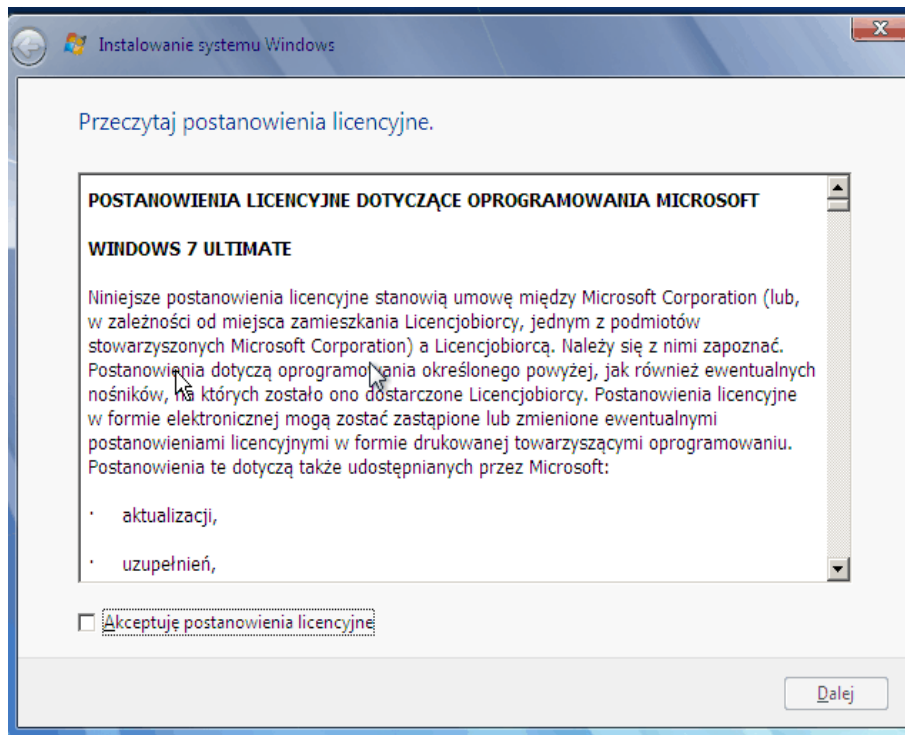 Instalowanie systemu Windows
Przeczytaj postanowienia licencyjne.
POSTANOWIENIA LICENCYJNE DOTYCZĄCE OPROGRAMOWANIA MICROSOFT
WINDOWS 7 ULTIMATE
Niniejsze postanowienia licencyjne stanowią umowę między Microsoft Corporation (lub,
w zależności od miejsca zamieszkania Licencjobiorcy, jednym z podmiotów
stowarzyszonych Microsoft Corporation) a Licencjobiorcą. Należy się z nimi zapoznać.
Postanowienia dotyczą oprogramowania określonego powyżej, jak również ewentualnych
nośników, na których zostało ono dostarczone Licencjobiorcy. Postanowienia licencyjne
w formie elektronicznej mogą zostać zastąpione lub zmienione ewentualnymi
postanowieniami licencyjnymi w formie drukowanej towarzyszącymi oprogramowaniu.
Postanowienia te dotyczą także udostępnianych przez Microsoft:
· aktualizacji,
· uzupełnień,
Akceptuję postanowienia licencyjne
Dalej